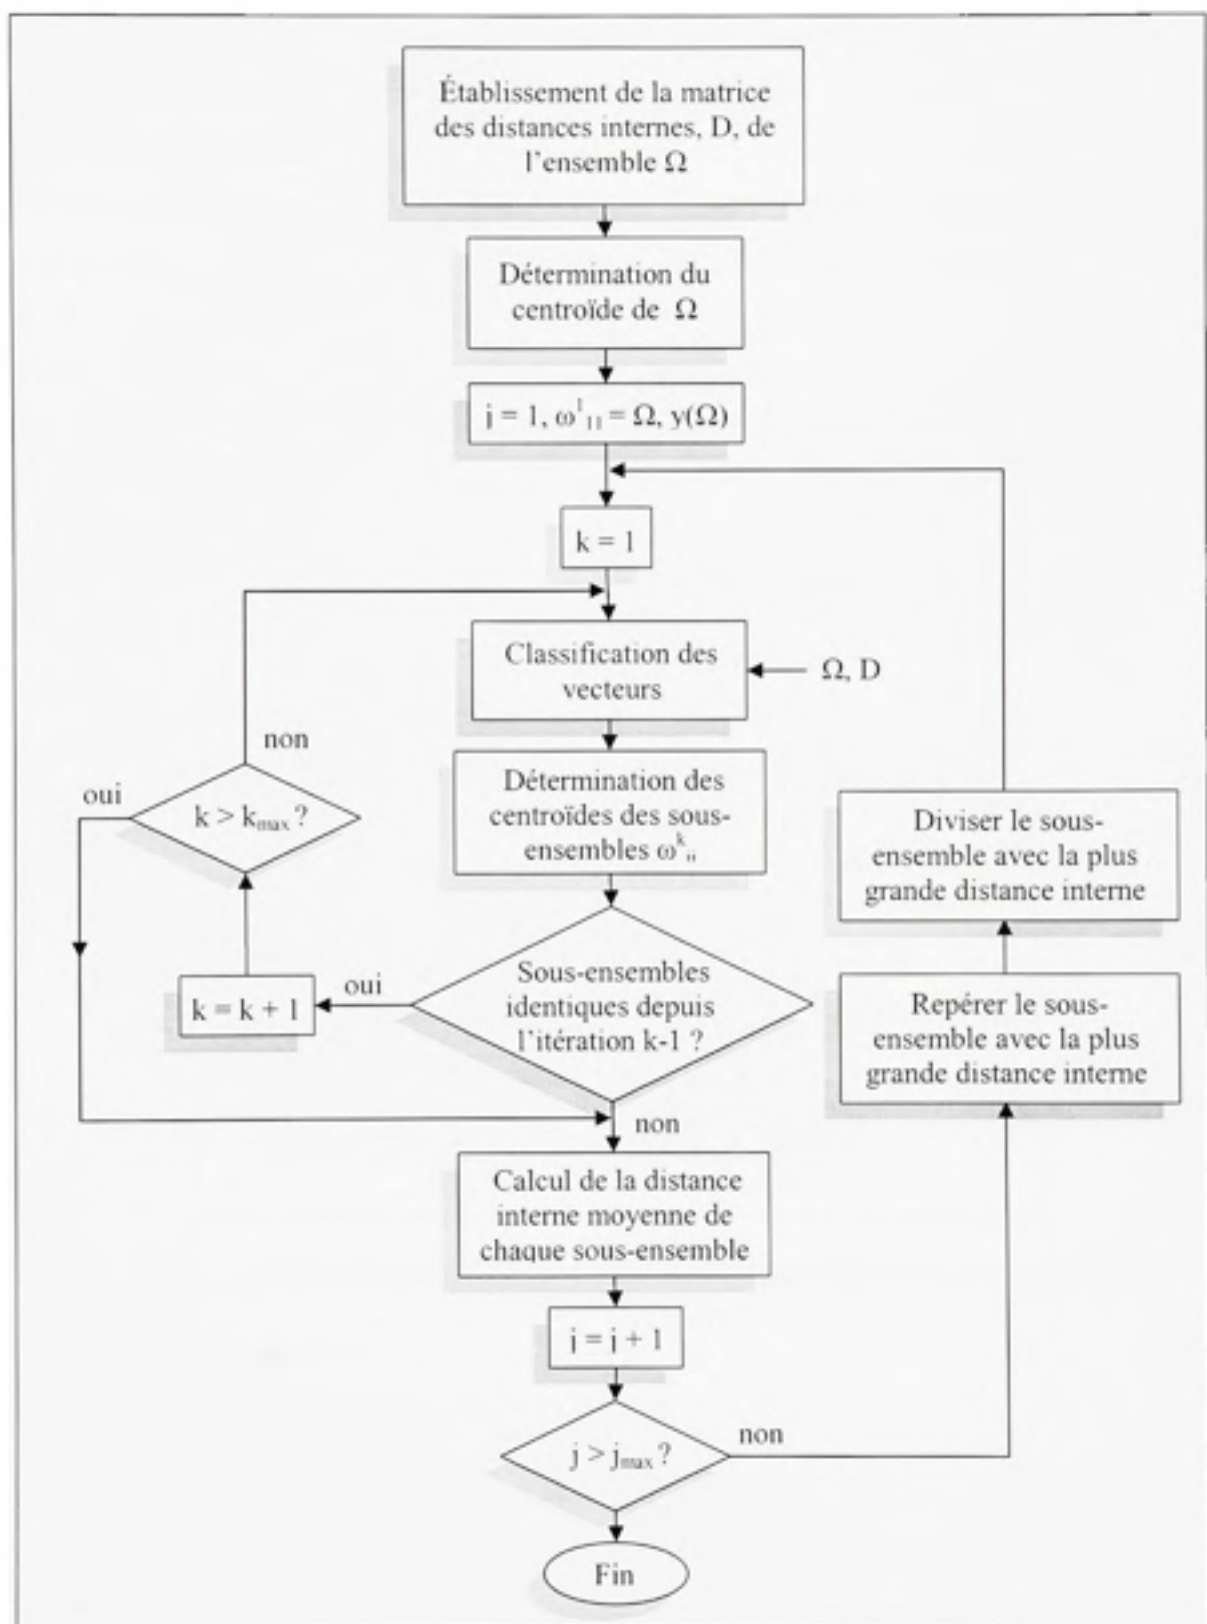 Établissement de la matrice
des distances internes, D, de
l'ensemble Ω
Détermination du
centroïde de Ω
j = 1, ω¹₁₁ = Ω, y(Ω)
k = 1
Classification des
vecteurs
Ω, D
non
oui
k > kmax ?
Détermination des
centroïdes des sous-
ensembles ωᵏᵢᵢ
Diviser le sous-
ensemble avec la plus
grande distance interne
Sous-ensembles
identiques depuis
l'itération k-1 ?
oui
k = k + 1
Repérer le sous-
ensemble avec la plus
grande distance interne
non
Calcul de la distance
interne moyenne de
chaque sous-ensemble
j = j + 1
j > jmax ?
non
Fin